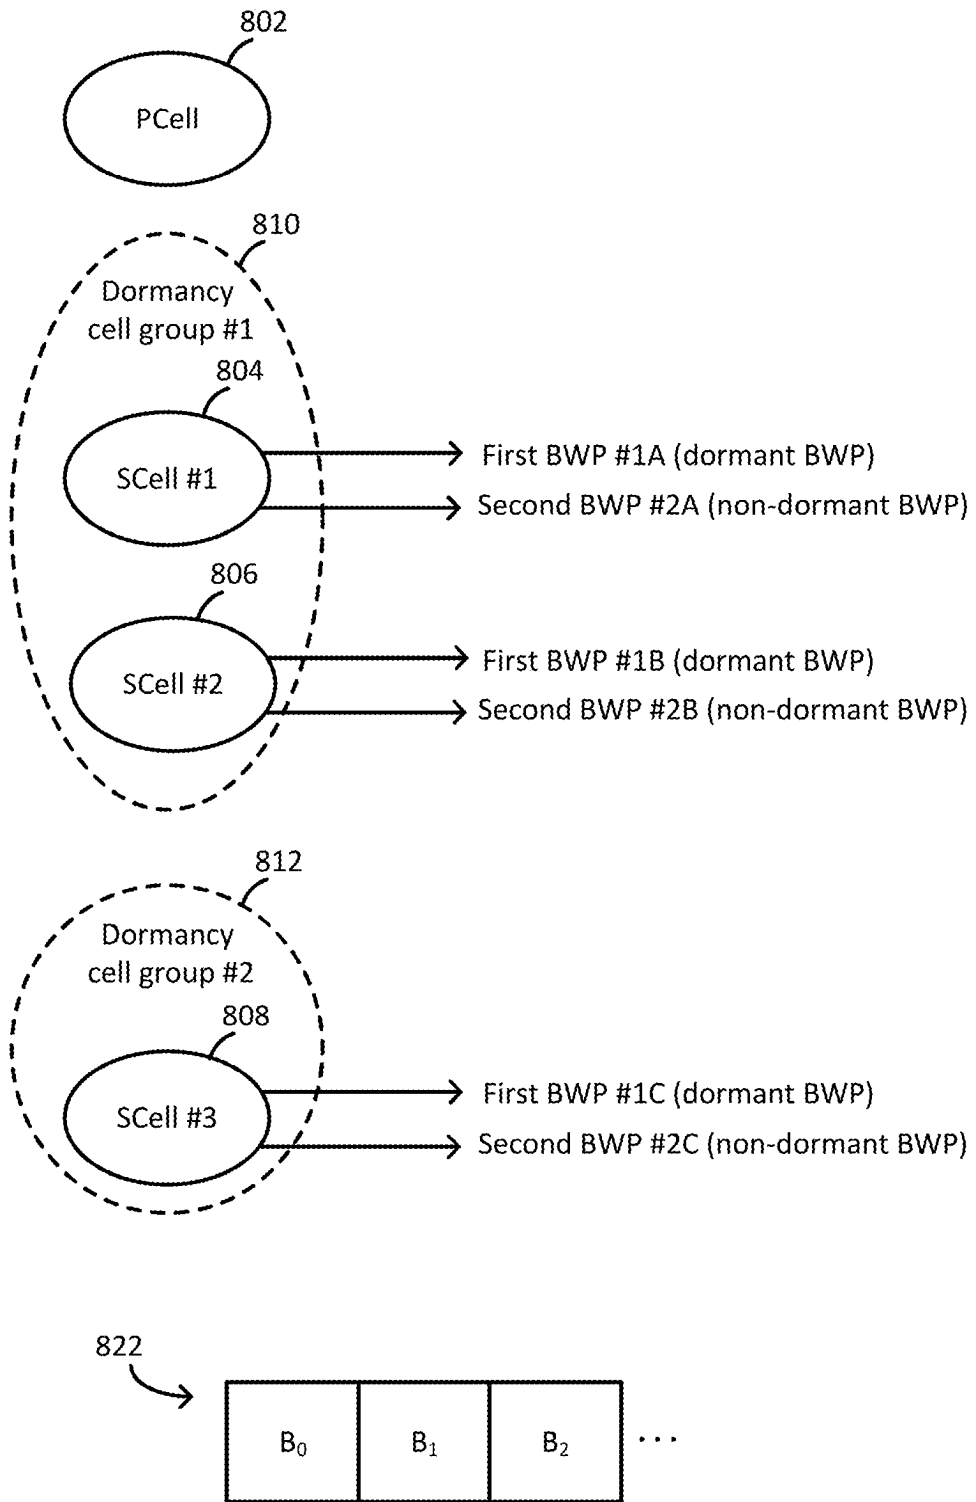 802
PCell
810
Dormancy
cell group #1
804
SCell #1
First BWP #1A (dormant BWP)
Second BWP #2A (non-dormant BWP)
806
SCell #2
First BWP #1B (dormant BWP)
Second BWP #2B (non-dormant BWP)
812
Dormancy
cell group #2
808
SCell #3
First BWP #1C (dormant BWP)
Second BWP #2C (non-dormant BWP)
822
B₀ B₁ B₂ ...